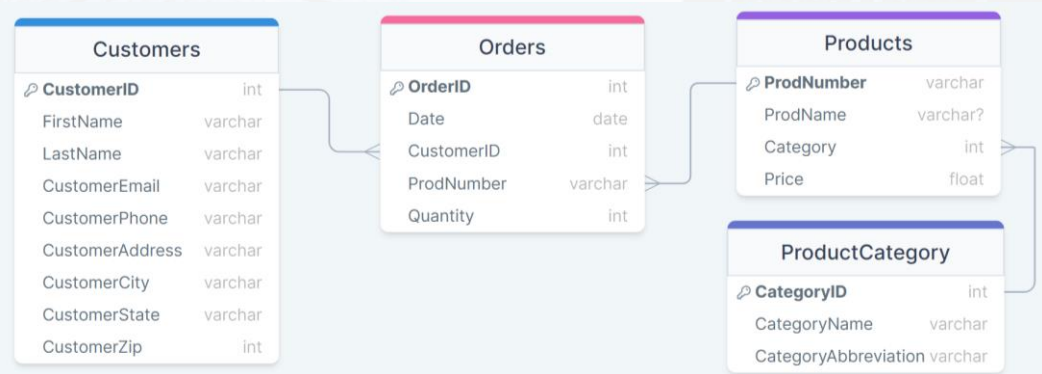 Customers
CustomerID int
FirstName varchar
LastName varchar
CustomerEmail varchar
CustomerPhone varchar
CustomerAddress varchar
CustomerCity varchar
CustomerState varchar
CustomerZip int
Orders
OrderID int
Date date
CustomerID int
ProdNumber varchar
Quantity int
Products
ProdNumber varchar
ProdName varchar?
Category int
Price float
ProductCategory
CategoryID int
CategoryName varchar
CategoryAbbreviation varchar